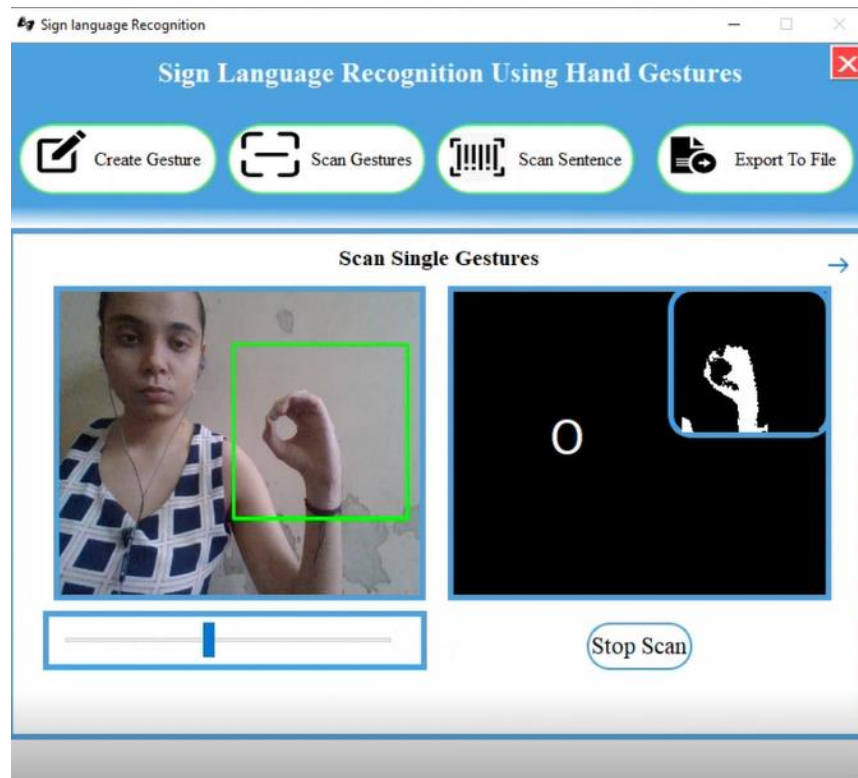 Sign language Recognition
Sign Language Recognition Using Hand Gestures
Create Gesture
Scan Gestures
Scan Sentence
Export To File
Scan Single Gestures
O
Stop Scan